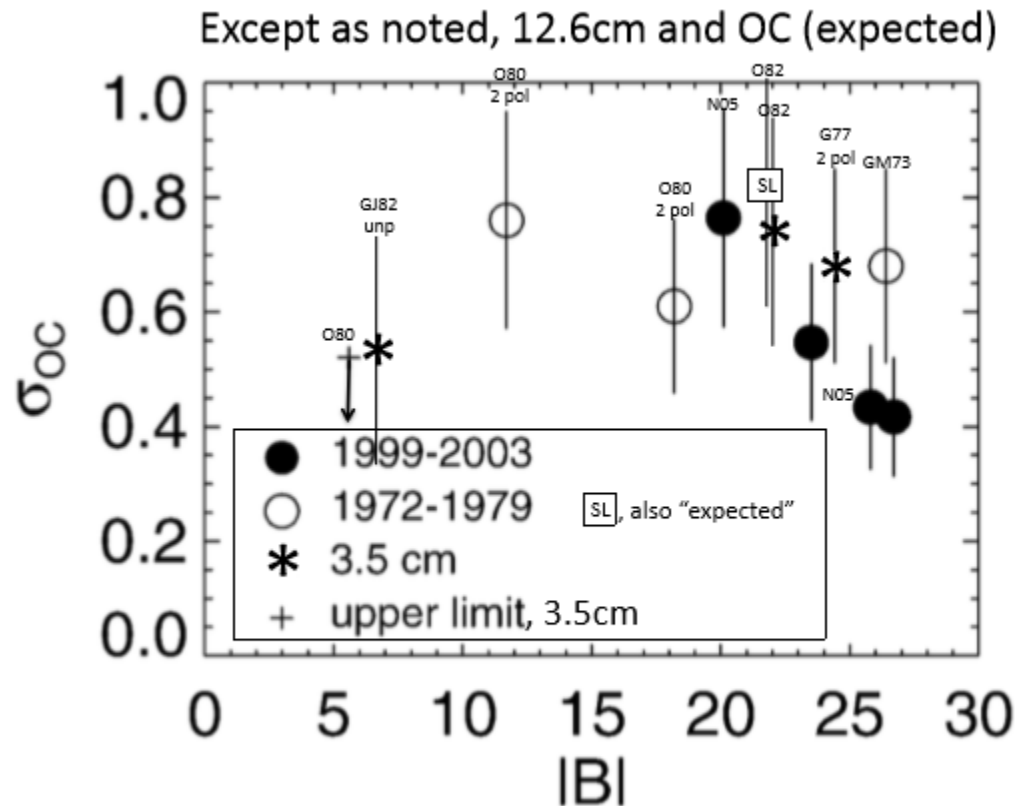 Except as noted, 12.6cm and OC (expected)
O80
2 pol
O82
N05
O82
G77
2 pol
GM73
SL
O80
2 pol
GJ82
unp
O80
N05
1.0
0.8
0.6
0.4
0.2
0.0
σOC
1999-2003
1972-1979
SL, also “expected”
3.5 cm
upper limit, 3.5cm
0 5 10 15 20 25 30
|B|